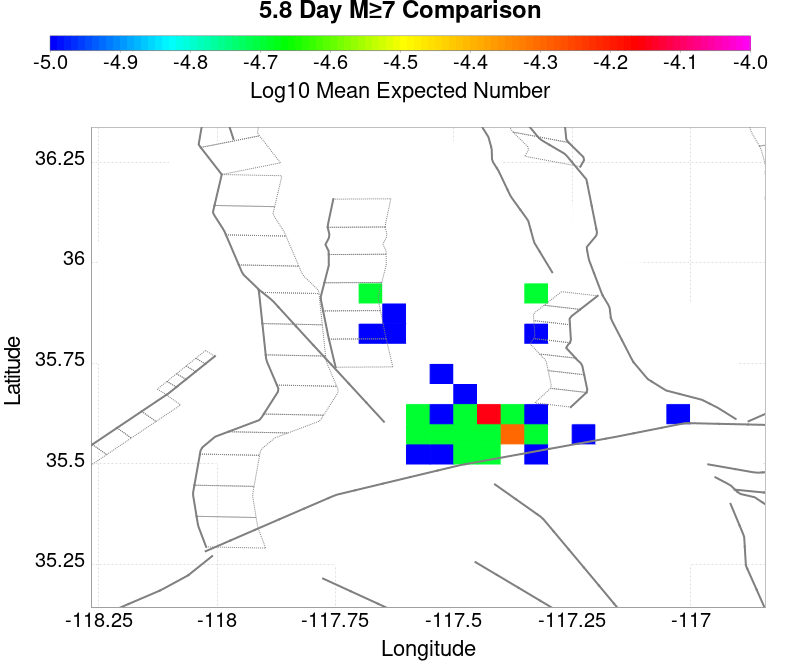 5.8 Day M≥7 Comparison
-5.0 -4.9 -4.8 -4.7 -4.6 -4.5 -4.4 -4.3 -4.2 -4.1 -4.0
Log10 Mean Expected Number
36.25
36
35.75
35.5
35.25
Latitude
-118.25 -118 -117.75 -117.5 -117.25 -117
Longitude